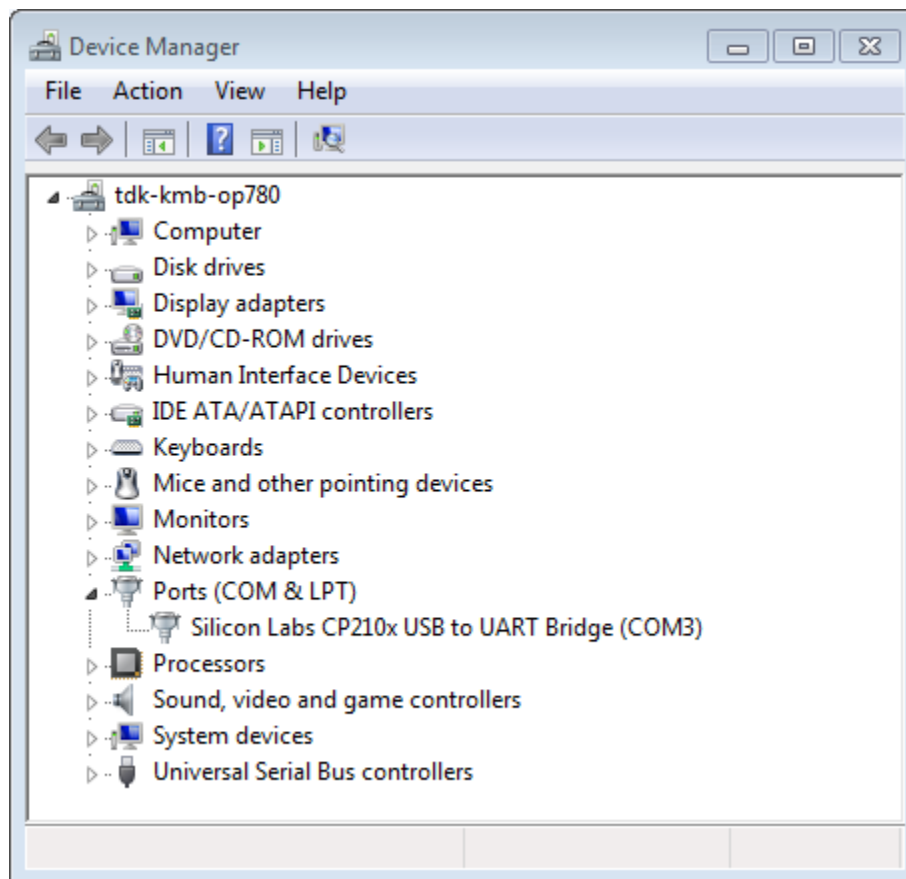 Device Manager
File Action View Help
?
tdk-kmb-op780
Computer
Disk drives
Display adapters
DVD/CD-ROM drives
Human Interface Devices
IDE ATA/ATAPI controllers
Keyboards
Mice and other pointing devices
Monitors
Network adapters
Ports (COM & LPT)
Silicon Labs CP210x USB to UART Bridge (COM3)
Processors
Sound, video and game controllers
System devices
Universal Serial Bus controllers